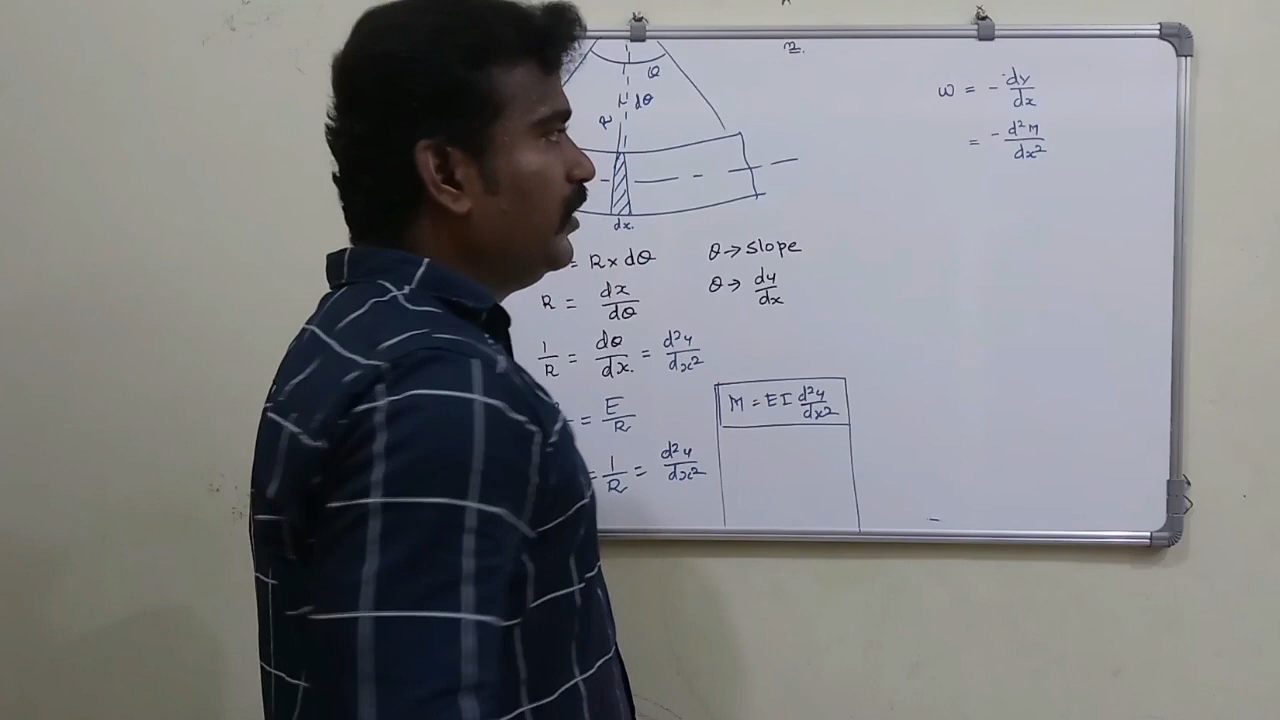 θ
dθ
R
dx.
= R x dθ
R = dx/dθ
1/R = dθ/dx. = d²y/dx²
= E/R
= 1/R = d²y/dx²
θ → slope
θ → dy/dx
M = EI d²y/dx²
2.
w = - dy/dx
= - d²M/dx²